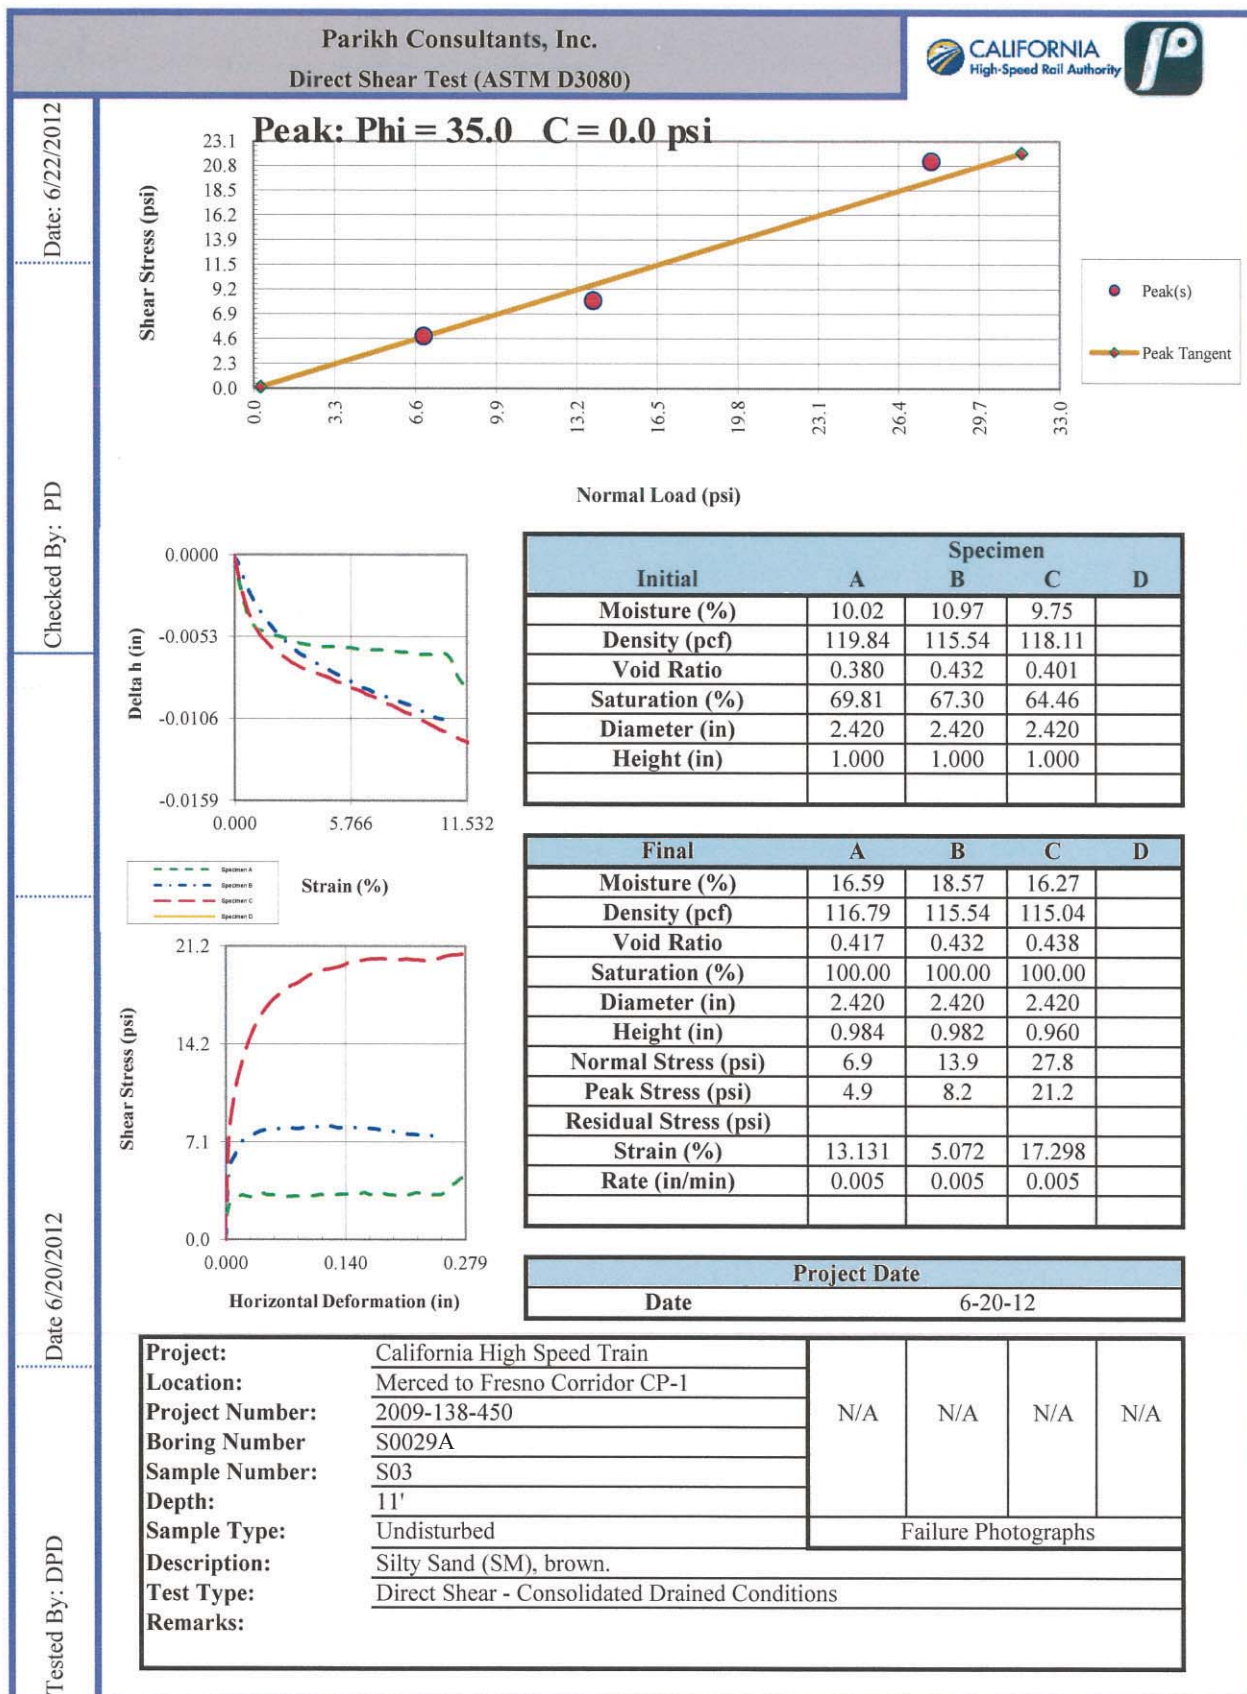 Parikh Consultants, Inc.
Direct Shear Test (ASTM D3080)
CALIFORNIA
High-Speed Rail Authority
Date: 6/22/2012
Checked By: PD
Date 6/20/2012
Tested By: DPD
Peak: Phi = 35.0 C = 0.0 psi
Shear Stress (psi)
23.1
20.8
18.5
16.2
13.9
11.5
9.2
6.9
4.6
2.3
0.0
0.0 3.3 6.6 9.9 13.2 16.5 19.8 23.1 26.4 29.7 33.0
Normal Load (psi)
Peak(s)
Peak Tangent
Delta h (in)
0.0000
-0.0053
-0.0106
-0.0159
0.000 5.766 11.532
Strain (%)
Specimen A
Specimen B
Specimen C
Specimen D
Shear Stress (psi)
21.2
14.2
7.1
0.0
0.000 0.140 0.279
Horizontal Deformation (in)
Specimen
Initial A B C D
Moisture (%) 10.02 10.97 9.75
Density (pcf) 119.84 115.54 118.11
Void Ratio 0.380 0.432 0.401
Saturation (%) 69.81 67.30 64.46
Diameter (in) 2.420 2.420 2.420
Height (in) 1.000 1.000 1.000
Final A B C D
Moisture (%) 16.59 18.57 16.27
Density (pcf) 116.79 115.54 115.04
Void Ratio 0.417 0.432 0.438
Saturation (%) 100.00 100.00 100.00
Diameter (in) 2.420 2.420 2.420
Height (in) 0.984 0.982 0.960
Normal Stress (psi) 6.9 13.9 27.8
Peak Stress (psi) 4.9 8.2 21.2
Residual Stress (psi)
Strain (%) 13.131 5.072 17.298
Rate (in/min) 0.005 0.005 0.005
Project Date
Date 6-20-12
Project: California High Speed Train
Location: Merced to Fresno Corridor CP-1
Project Number: 2009-138-450
Boring Number S0029A
Sample Number: S03
Depth: 11'
Sample Type: Undisturbed
Description: Silty Sand (SM), brown.
Test Type: Direct Shear - Consolidated Drained Conditions
Remarks:
N/A N/A N/A N/A
Failure Photographs